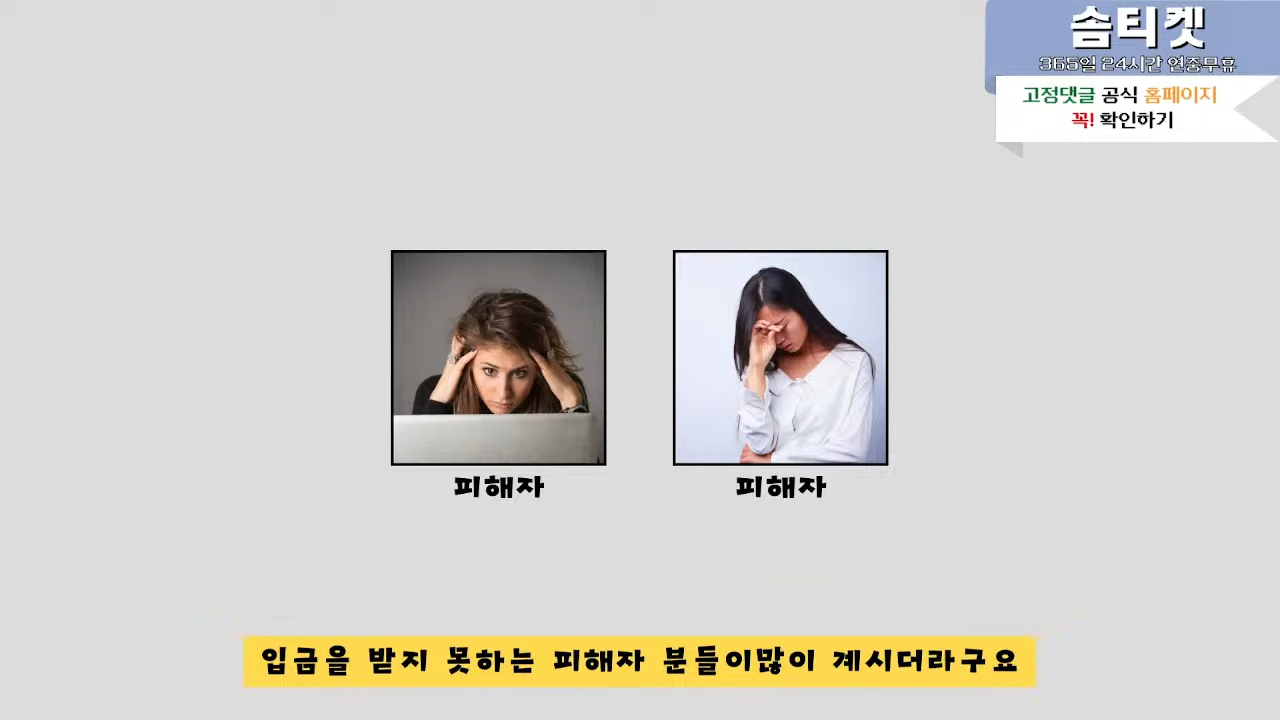 솜티켓
365일 24시간 연중무휴
고정댓글 공식 홈페이지
꼭! 확인하기
피해자
피해자
입금을 받지 못하는 피해자 분들이많이 계시더라구요